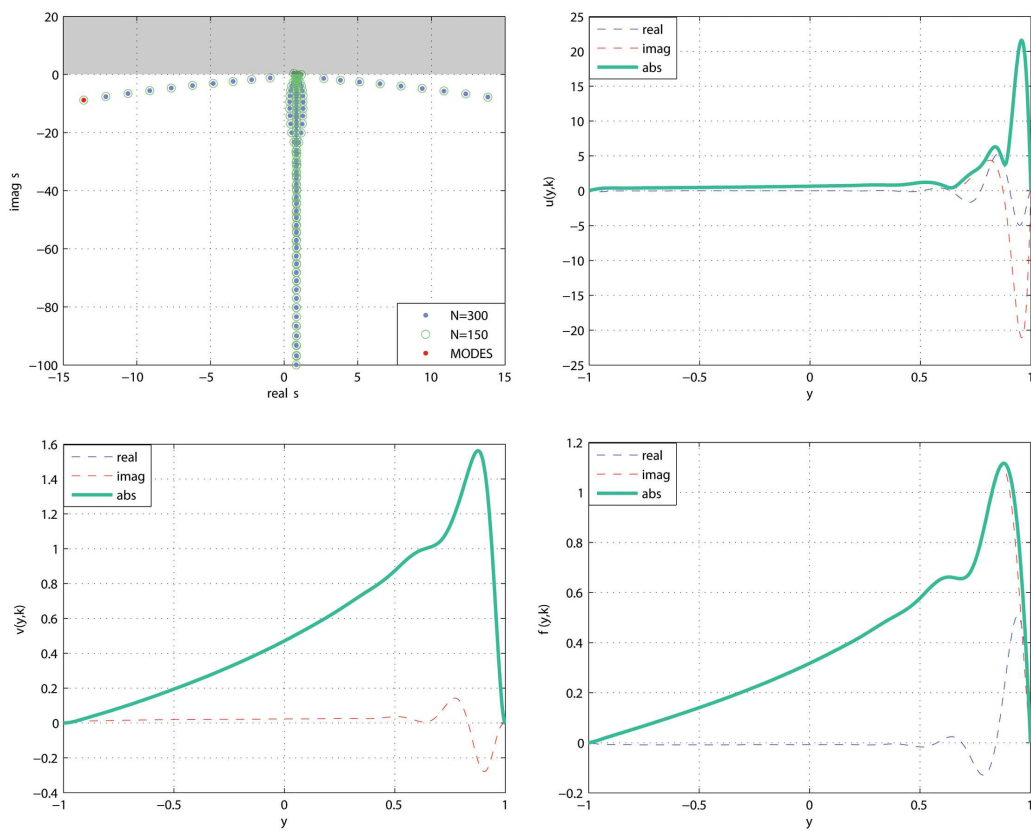 20
0
−20
−40
−60
−80
−100
imag s
N=300
N=150
MODES
−15 −10 −5 0 5 10 15
real s
real
imag
abs
25
20
15
10
5
0
−5
−10
−15
−20
−25
u(y,k)
−1 −0.5 0 0.5 1
y
real
imag
abs
1.6
1.4
1.2
1
0.8
0.6
0.4
0.2
0
−0.2
−0.4
v(y,k)
−1 −0.5 0 0.5 1
y
real
imag
abs
1.2
1
0.8
0.6
0.4
0.2
0
0.2
f (y,k)
−1 −0.5 0 0.5 1
y